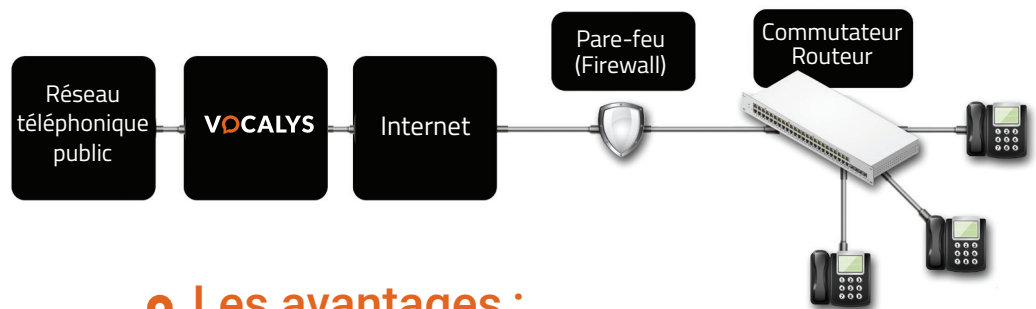 Réseau
téléphonique
public
VOCALYS
Internet
Pare-feu
(Firewall)
Commutateur
Routeur
Les avantages :